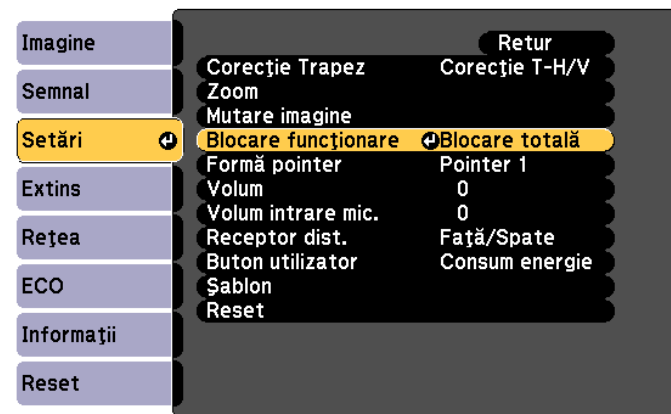 Imagine
Semnal
Setări
Extins
Reţea
ECO
Informaţii
Reset
Retur
Corecţie Trapez Corecţie T-H/V
Zoom
Mutare imagine
Blocare funcţionare Blocare totală
Formă pointer Pointer 1
Volum 0
Volum intrare mic. 0
Receptor dist. Faţă/Spate
Buton utilizator Consum energie
Şablon
Reset